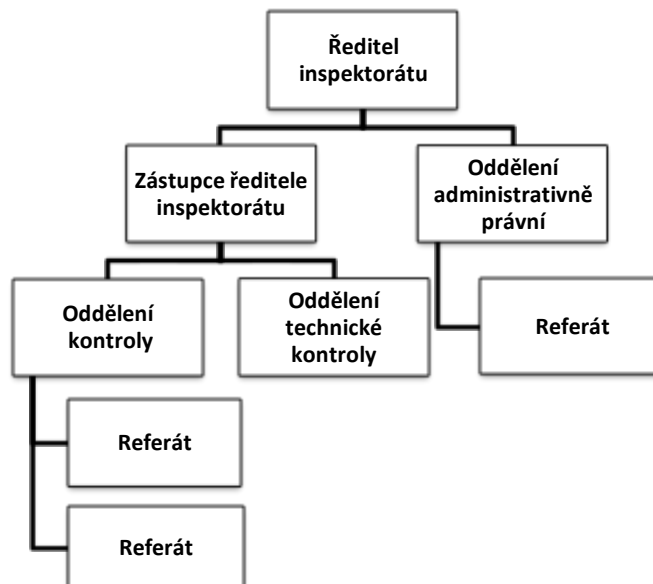 Ředitel
inspektorátu
Zástupce ředitele
inspektorátu
Oddělení
administrativně
právní
Oddělení
kontroly
Oddělení
technické
kontroly
Referát
Referát
Referát